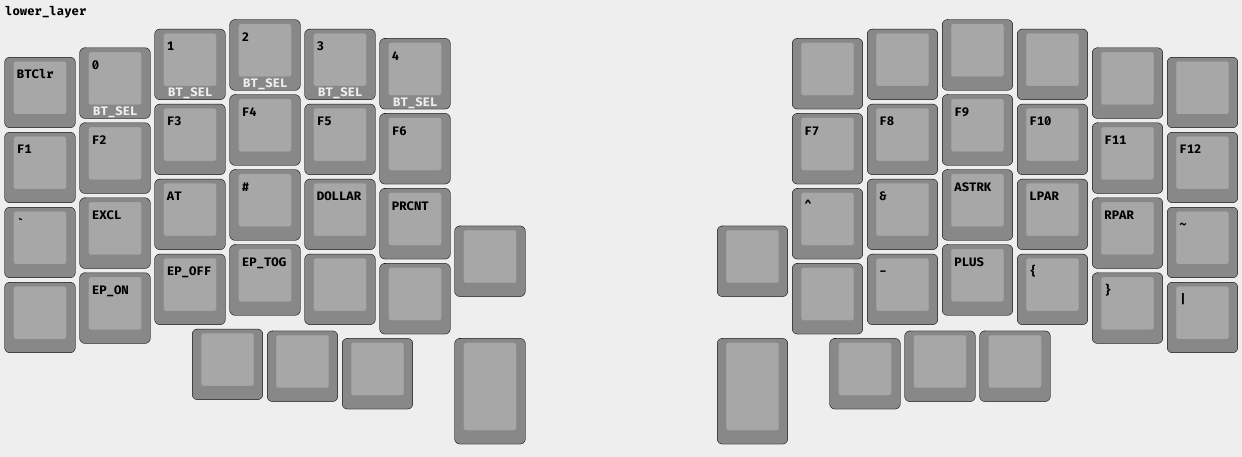 lower_layer
BTClr
0
BT_SEL
1
BT_SEL
2
BT_SEL
3
BT_SEL
4
BT_SEL
F1
F2
F3
F4
F5
F6
F7
F8
F9
F10
F11
F12
`
EXCL
AT
#
DOLLAR
PRCNT
^
&
ASTRK
LPAR
RPAR
~
EP_ON
EP_OFF
EP_TOG
-
PLUS
{
}
|